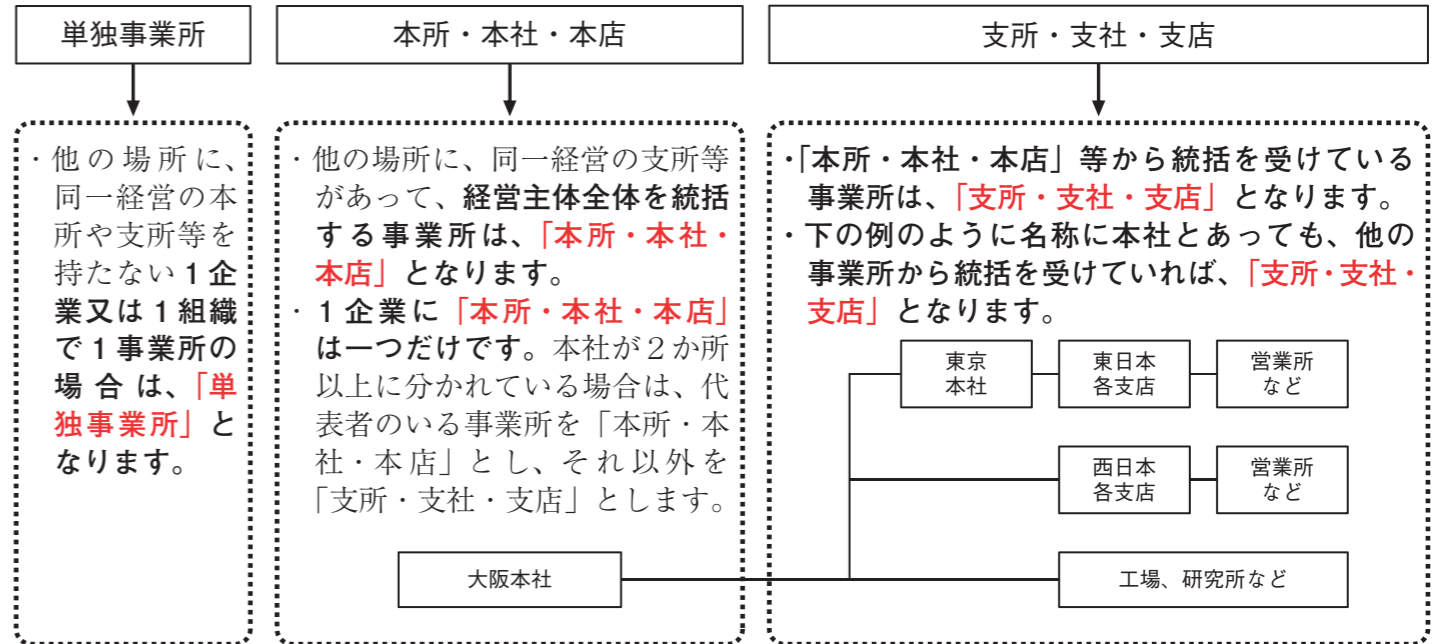 単独事業所
本所・本社・本店
支所・支社・支店
・他の場所に、
同一経営の本
所や支所等を
持たない１企
業又は１組織
で１事業所の
場合は、「単
独事業所」と
なります。
・他の場所に、同一経営の支所等
があって、経営主体全体を統括
する事業所は、「本所・本社・
本店」となります。
・１企業に「本所・本社・本店」
は一つだけです。本社が２か所
以上に分かれている場合は、代
表者のいる事業所を「本所・本
社・本店」とし、それ以外を
「支所・支社・支店」とします。
大阪本社
・「本所・本社・本店」等から統括を受けている
事業所は、「支所・支社・支店」となります。
・下の例のように名称に本社とあっても、他の
事業所から統括を受けていれば、「支所・支社・
支店」となります。
東京
本社
東日本
各支店
営業所
など
西日本
各支店
営業所
など
工場、研究所など